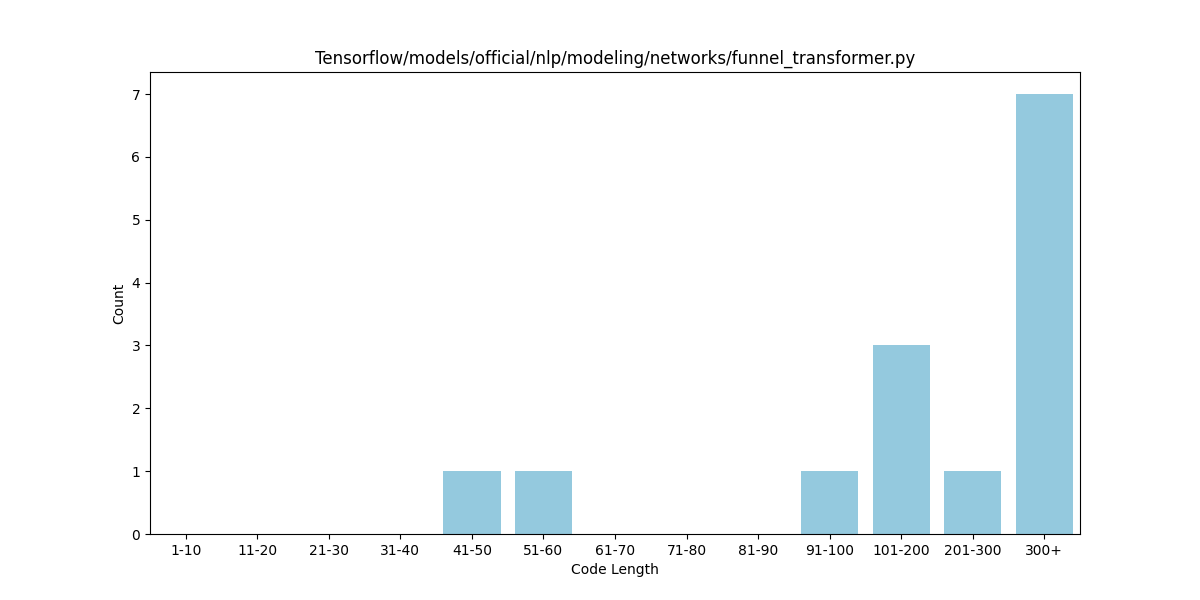 Tensorflow/models/official/nlp/modeling/networks/funnel_transformer.py
7
6
5
4
3
2
1
0
Count
1-10 11-20 21-30 31-40 41-50 51-60 61-70 71-80 81-90 91-100 101-200 201-300 300+
Code Length